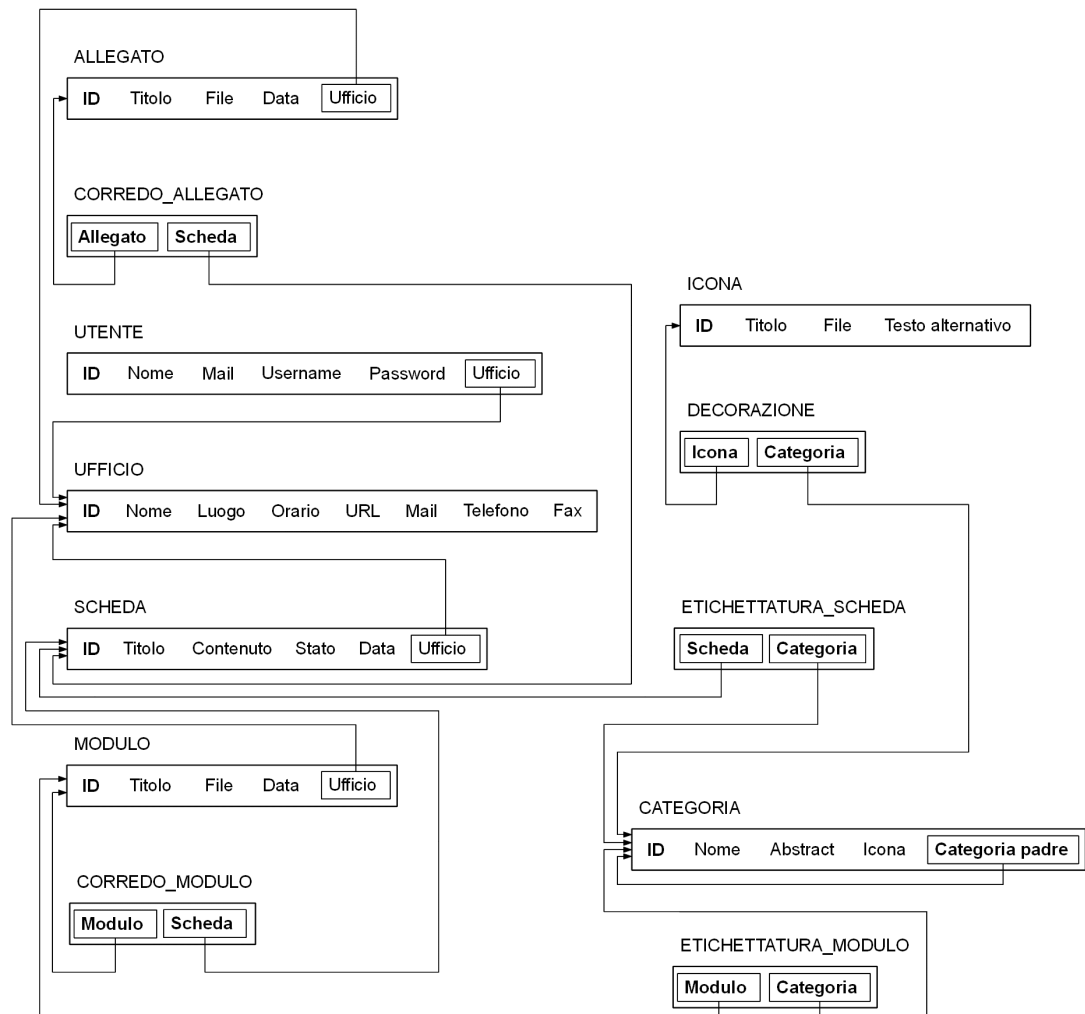 ALLEGATO
ID Titolo File Data Ufficio
CORREDO_ALLEGATO
Allegato Scheda
UTENTE
ID Nome Mail Username Password Ufficio
UFFICIO
ID Nome Luogo Orario URL Mail Telefono Fax
SCHEDA
ID Titolo Contenuto Stato Data Ufficio
MODULO
ID Titolo File Data Ufficio
CORREDO_MODULO
Modulo Scheda
ICONA
ID Titolo File Testo alternativo
DECORAZIONE
Icona Categoria
ETICHETTATURA_SCHEDA
Scheda Categoria
CATEGORIA
ID Nome Abstract Icona Categoria padre
ETICHETTATURA_MODULO
Modulo Categoria